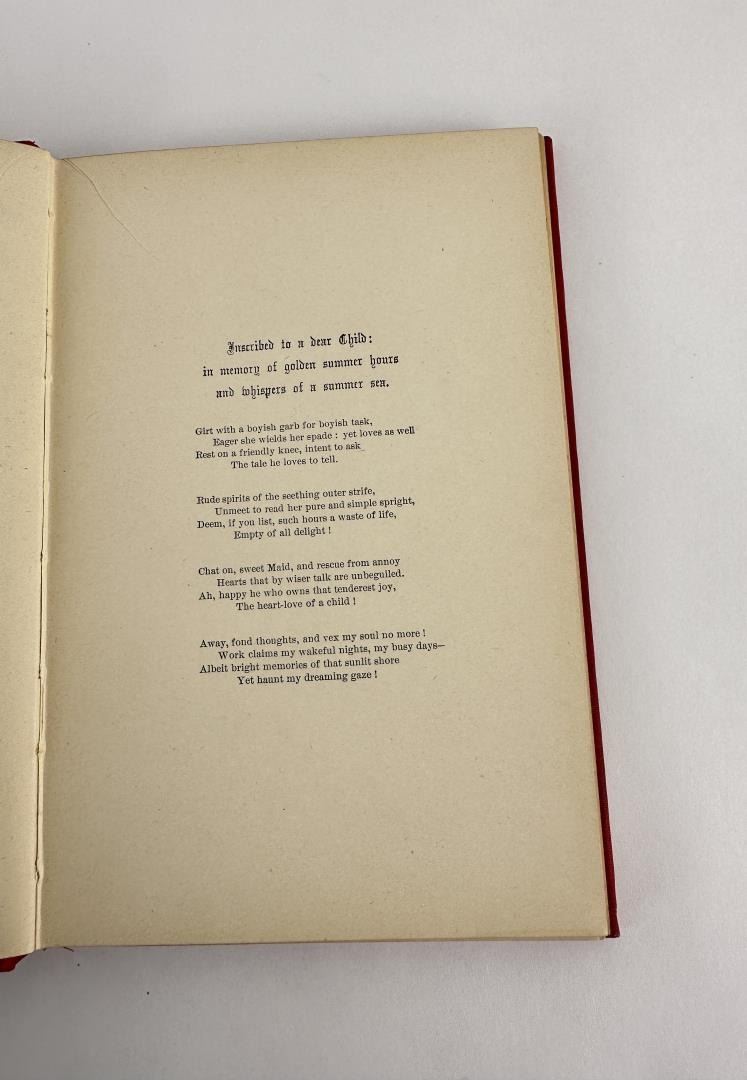 Inscribed to a dear Child:
in memory of golden summer hours
and whispers of a summer sea.
Girt with a boyish garb for boyish task,
Eager she wields her spade : yet loves as well
Rest on a friendly knee, intent to ask
The tale he loves to tell.
Rude spirits of the seething outer strife,
Unmeet to read her pure and simple spright,
Deem, if you list, such hours a waste of life,
Empty of all delight !
Chat on, sweet Maid, and rescue from annoy
Hearts that by wiser talk are unbeguiled.
Ah, happy he who owns that tenderest joy,
The heart-love of a child !
Away, fond thoughts, and vex my soul no more !
Work claims my wakeful nights, my busy days—
Albeit bright memories of that sunlit shore
Yet haunt my dreaming gaze !